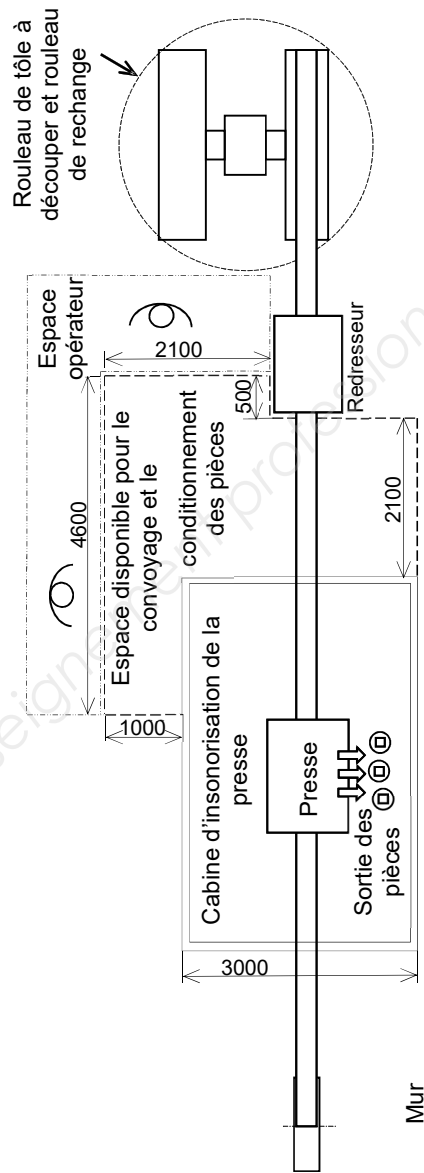 Rouleau de tôle à
découper et rouleau
de rechange
Espace
opérateur
2100
4600
500
Espace disponible pour le
convoyage et le
conditionnement
des pièces
Redresseur
2100
1000
Cabine d'insonorisation de la
presse
Presse
Sortie des
pièces
3000
Mur